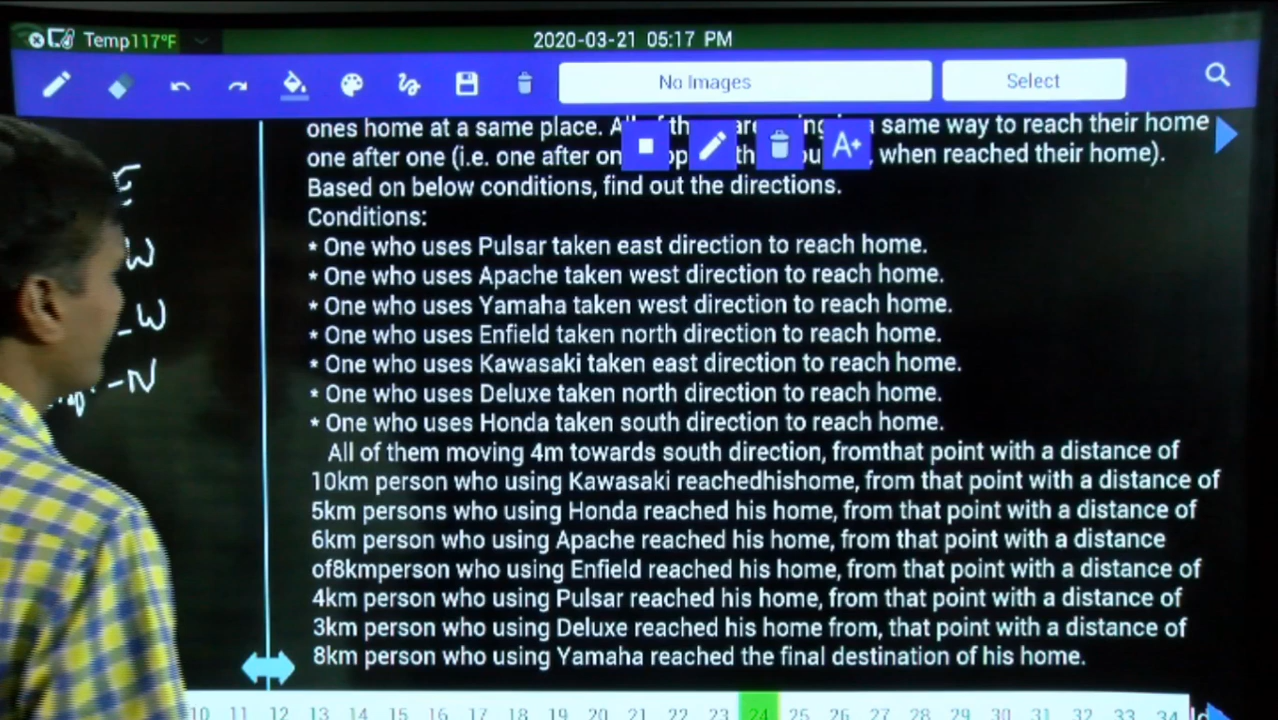 Temp117°F
2020-03-21 05:17 PM
No Images
Select
A+
ones home at a same place. same way to reach their home
one after one (i.e. one after when reached their home).
Based on below conditions, find out the directions.
Conditions:
* One who uses Pulsar taken east direction to reach home.
* One who uses Apache taken west direction to reach home.
* One who uses Yamaha taken west direction to reach home.
* One who uses Enfield taken north direction to reach home.
* One who uses Kawasaki taken east direction to reach home.
* One who uses Deluxe taken north direction to reach home.
* One who uses Honda taken south direction to reach home.
All of them moving 4m towards south direction, fromthat point with a distance of
10km person who using Kawasaki reachedhishome, from that point with a distance of
5km persons who using Honda reached his home, from that point with a distance of
6km person who using Apache reached his home, from that point with a distance
of8kmperson who using Enfield reached his home, from that point with a distance of
4km person who using Pulsar reached his home, from that point with a distance of
3km person who using Deluxe reached his home from, that point with a distance of
8km person who using Yamaha reached the final destination of his home.
W
-W
-N
10 11 12 13 14 15 16 17 18 19 20 21 22 23 24 25 26 27 28 29 30 31 32 33 34